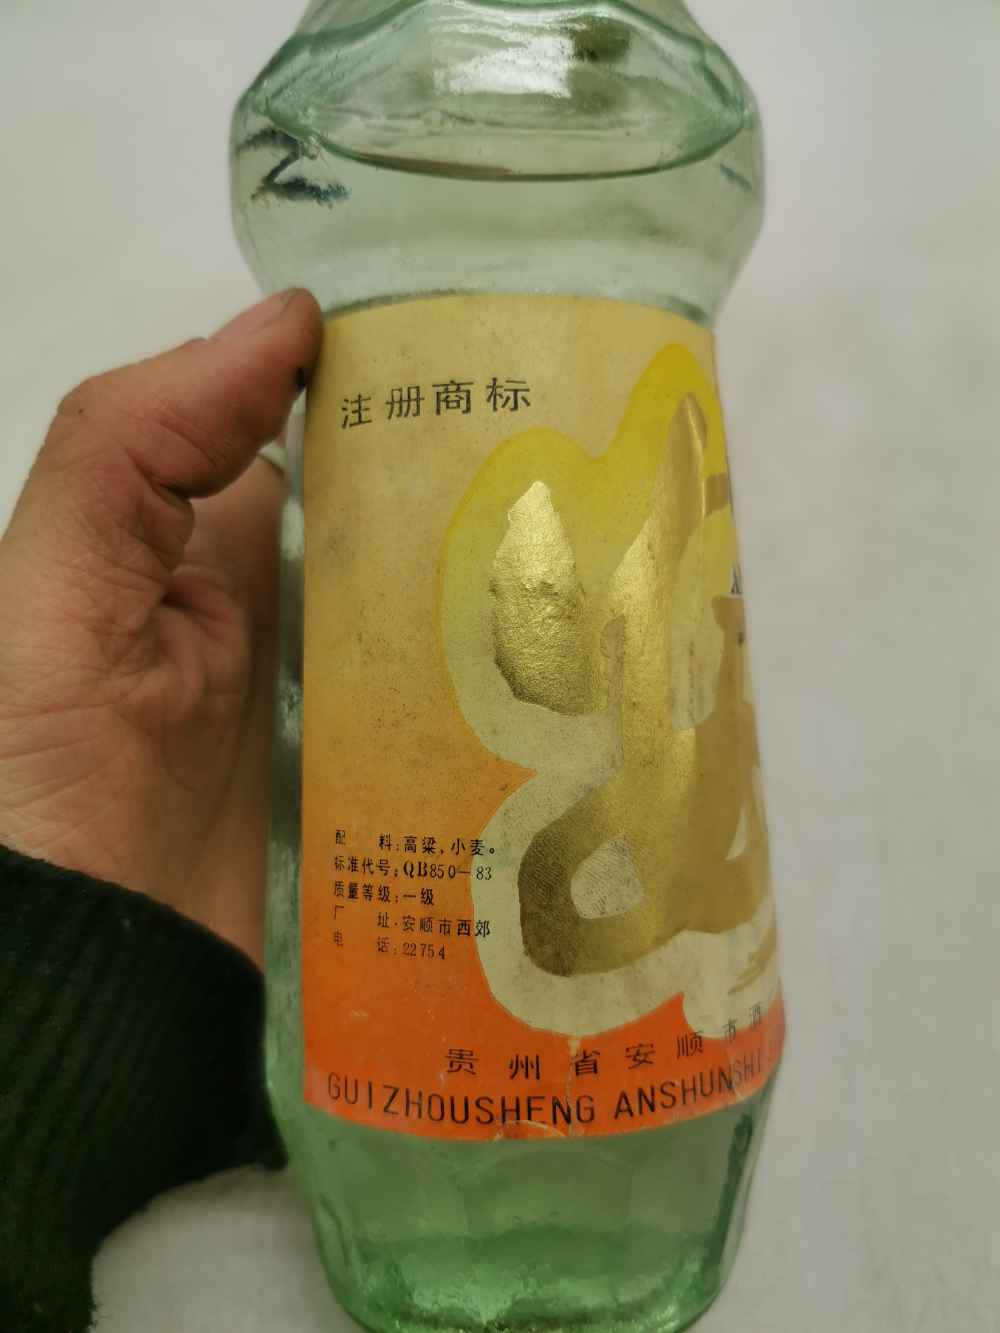 注册商标
配 料:高粱、小麦。
标准代号:QB850—83
质量等级:一级
厂 址·安顺市西郊
电 话:22754
贵州省安顺市酒
GUIZHOUSHENG ANSHUNSHI